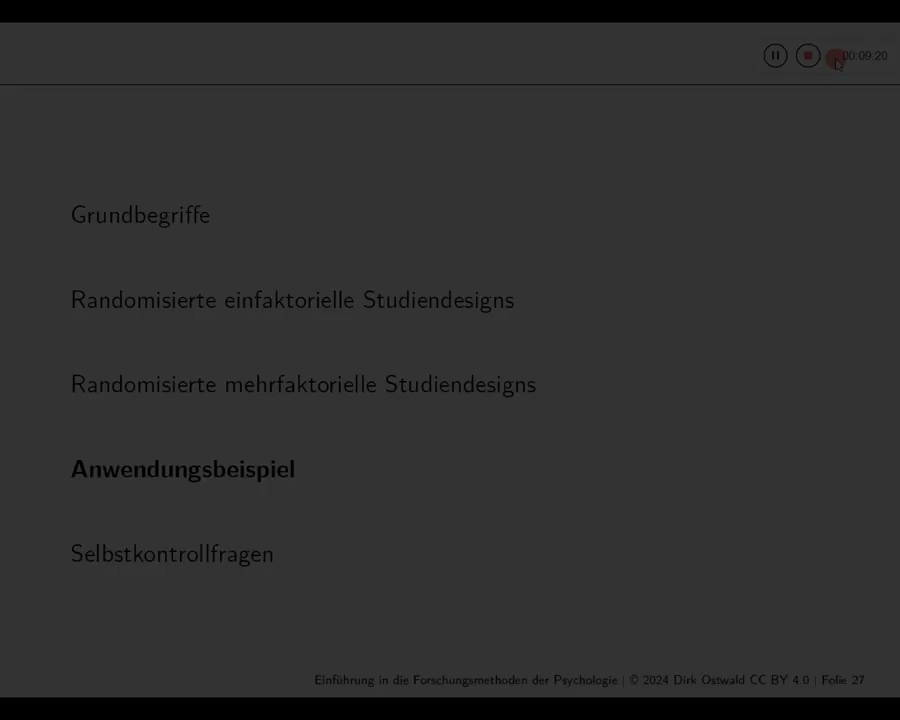 00:09:20
Grundbegriffe
Randomisierte einfaktorielle Studiendesigns
Randomisierte mehrfaktorielle Studiendesigns
Anwendungsbeispiel
Selbstkontrollfragen
Einführung in die Forschungsmethoden der Psychologie | © 2024 Dirk Ostwald CC BY 4.0 | Folie 27